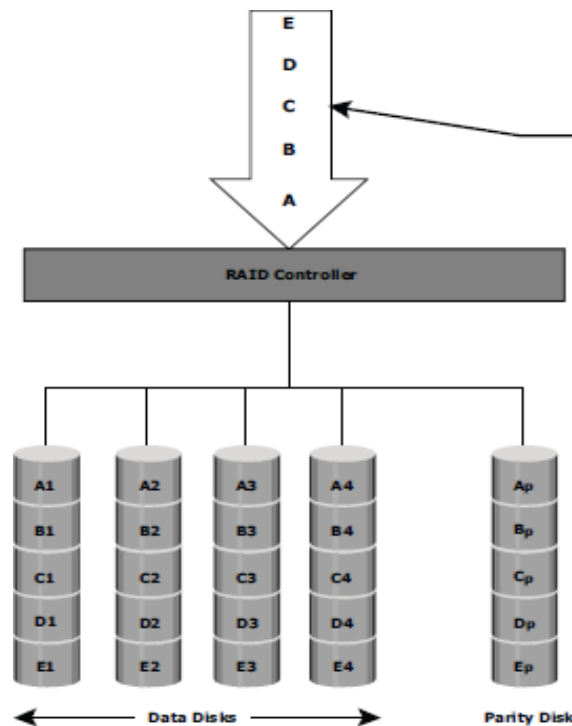 E
D
C
B
A
RAID Controller
A1 A2 A3 A4 Ap
B1 B2 B3 B4 Bp
C1 C2 C3 C4 Cp
D1 D2 D3 D4 Dp
E1 E2 E3 E4 Ep
Data Disks Parity Disk